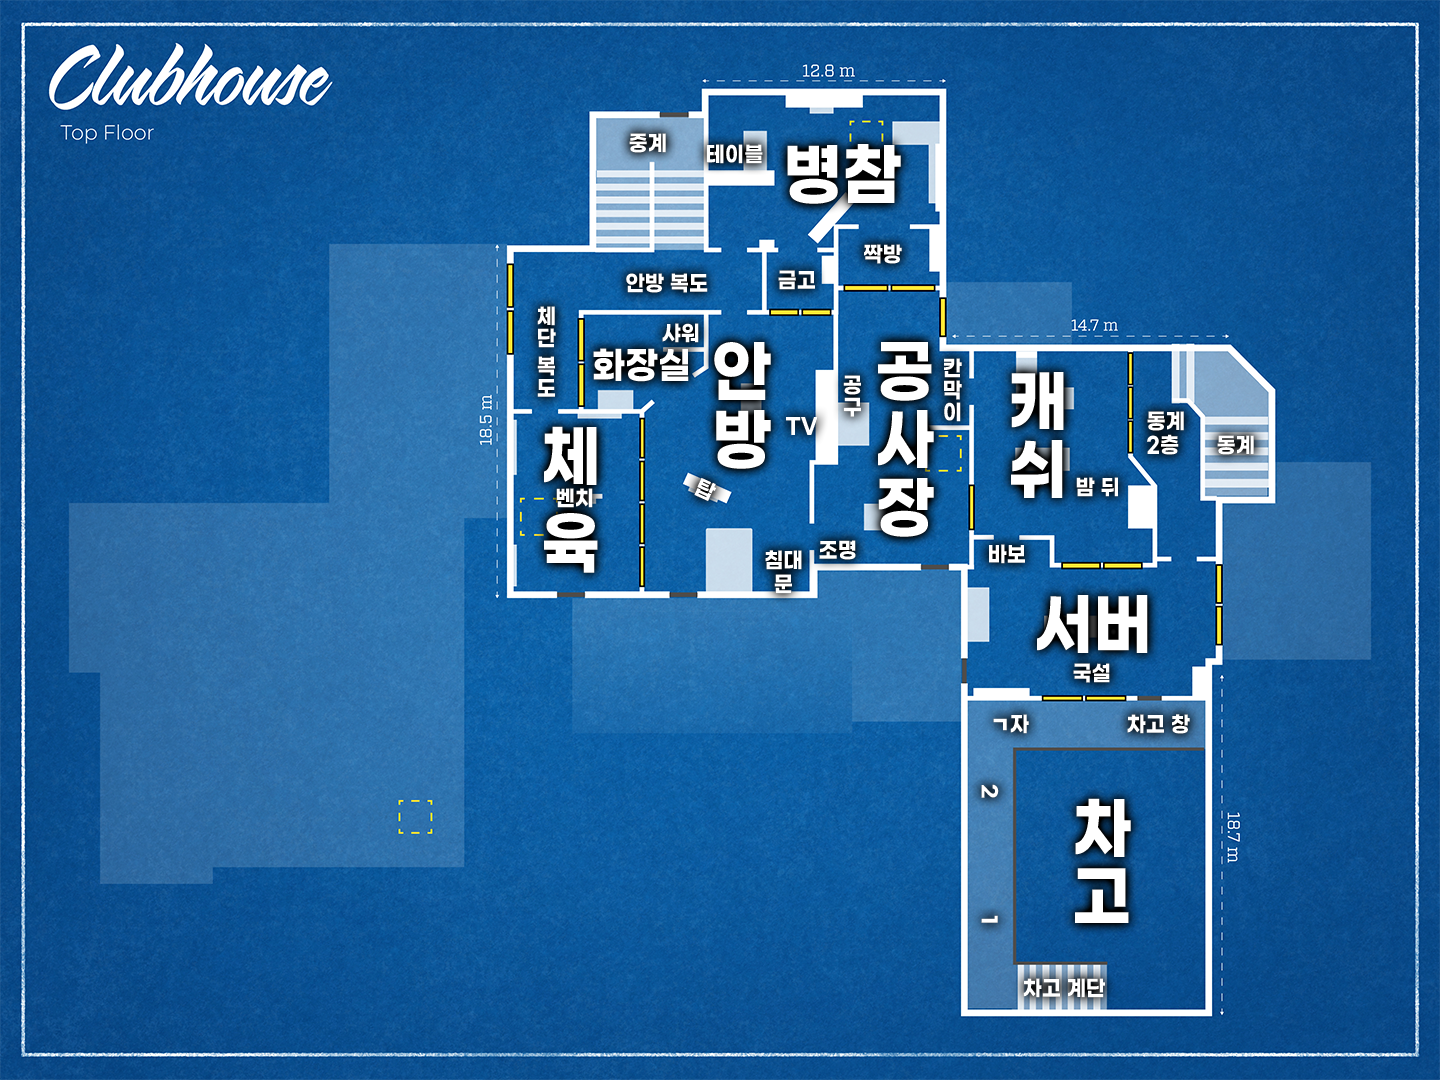 Clubhouse
Top Floor
12.8 m
중계
테이블
병참
짝방
안방 복도
금고
체단 복도
샤워
화장실
안방
TV
공구
공사장
칸막이
14.7 m
캐쉬
동계
2층
동계
밤 뒤
18.5 m
체육
벤치
탑
침대
문
조명
바보
서버
국설
ㄱ자
차고 창
2
1
차고
18.7 m
차고 계단